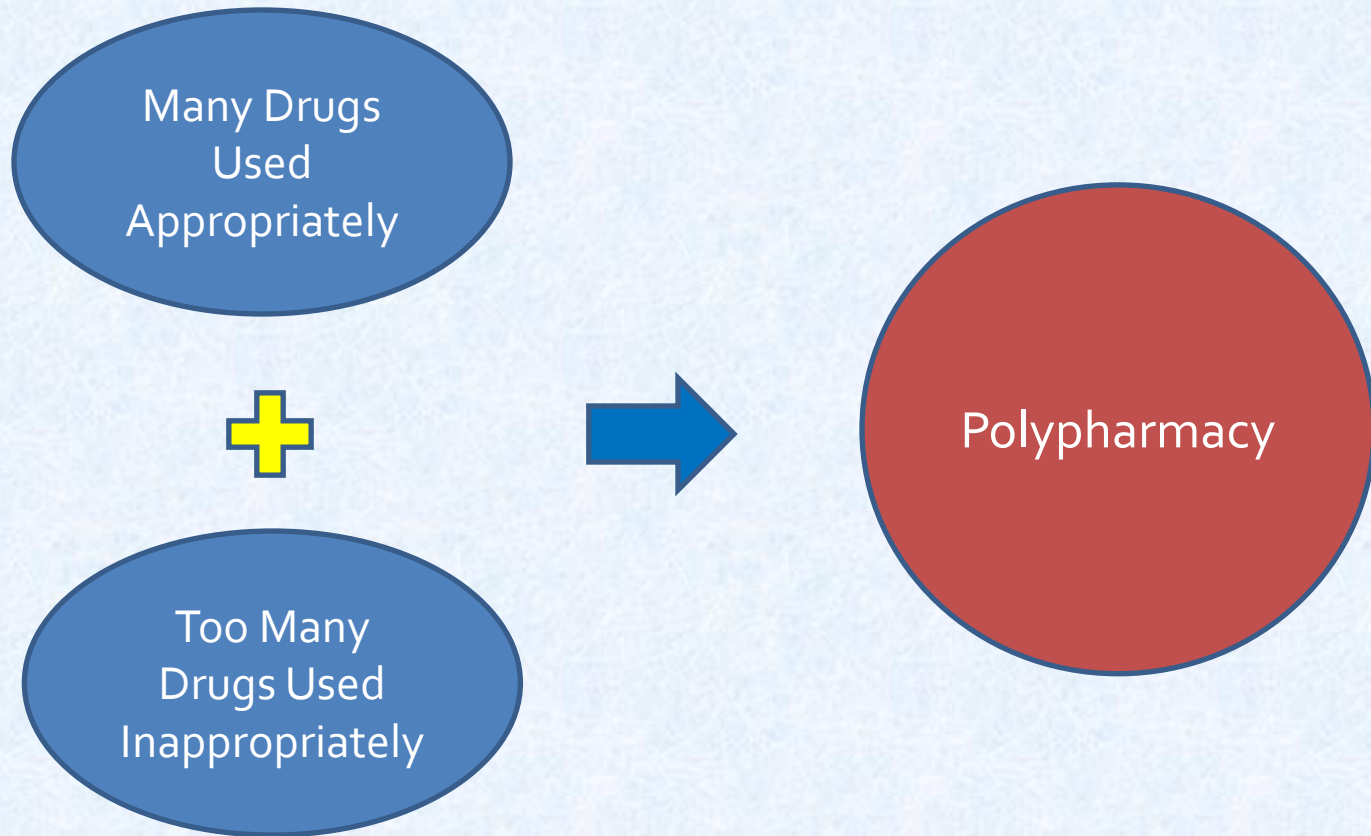 Many Drugs
Used
Appropriately
Too Many
Drugs Used
Inappropriately
Polypharmacy